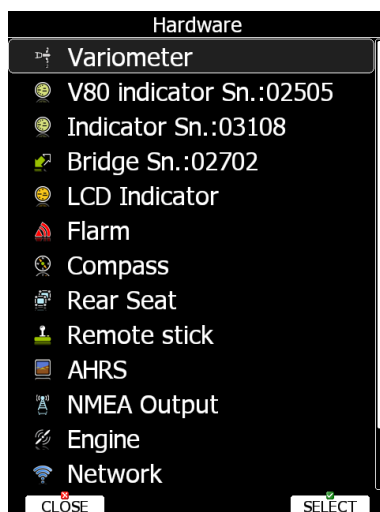 Hardware
Variometer
V80 indicator Sn.:02505
Indicator Sn.:03108
Bridge Sn.:02702
LCD Indicator
Flarm
Compass
Rear Seat
Remote stick
AHRS
NMEA Output
Engine
Network
CLOSE SELECT